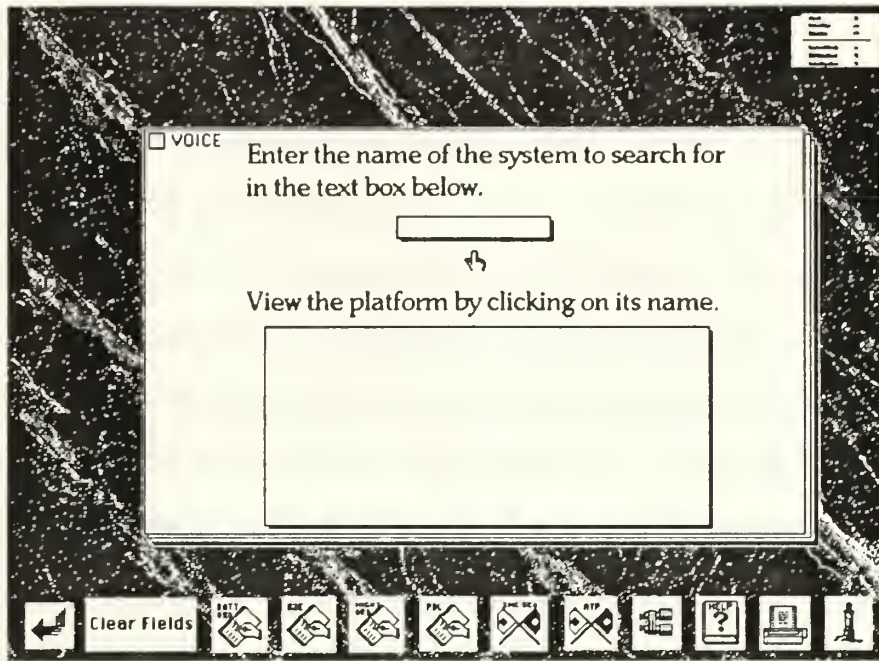 VOICE
Enter the name of the system to search for
in the text box below.
View the platform by clicking on its name.
Clear Fields
HELP
?